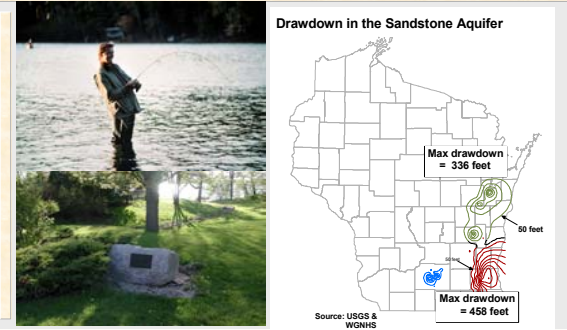 Drawdown in the Sandstone Aquifer
Max drawdown
= 336 feet
50 feet
50 feet
Max drawdown
= 458 feet
Source: USGS &
WGNHS